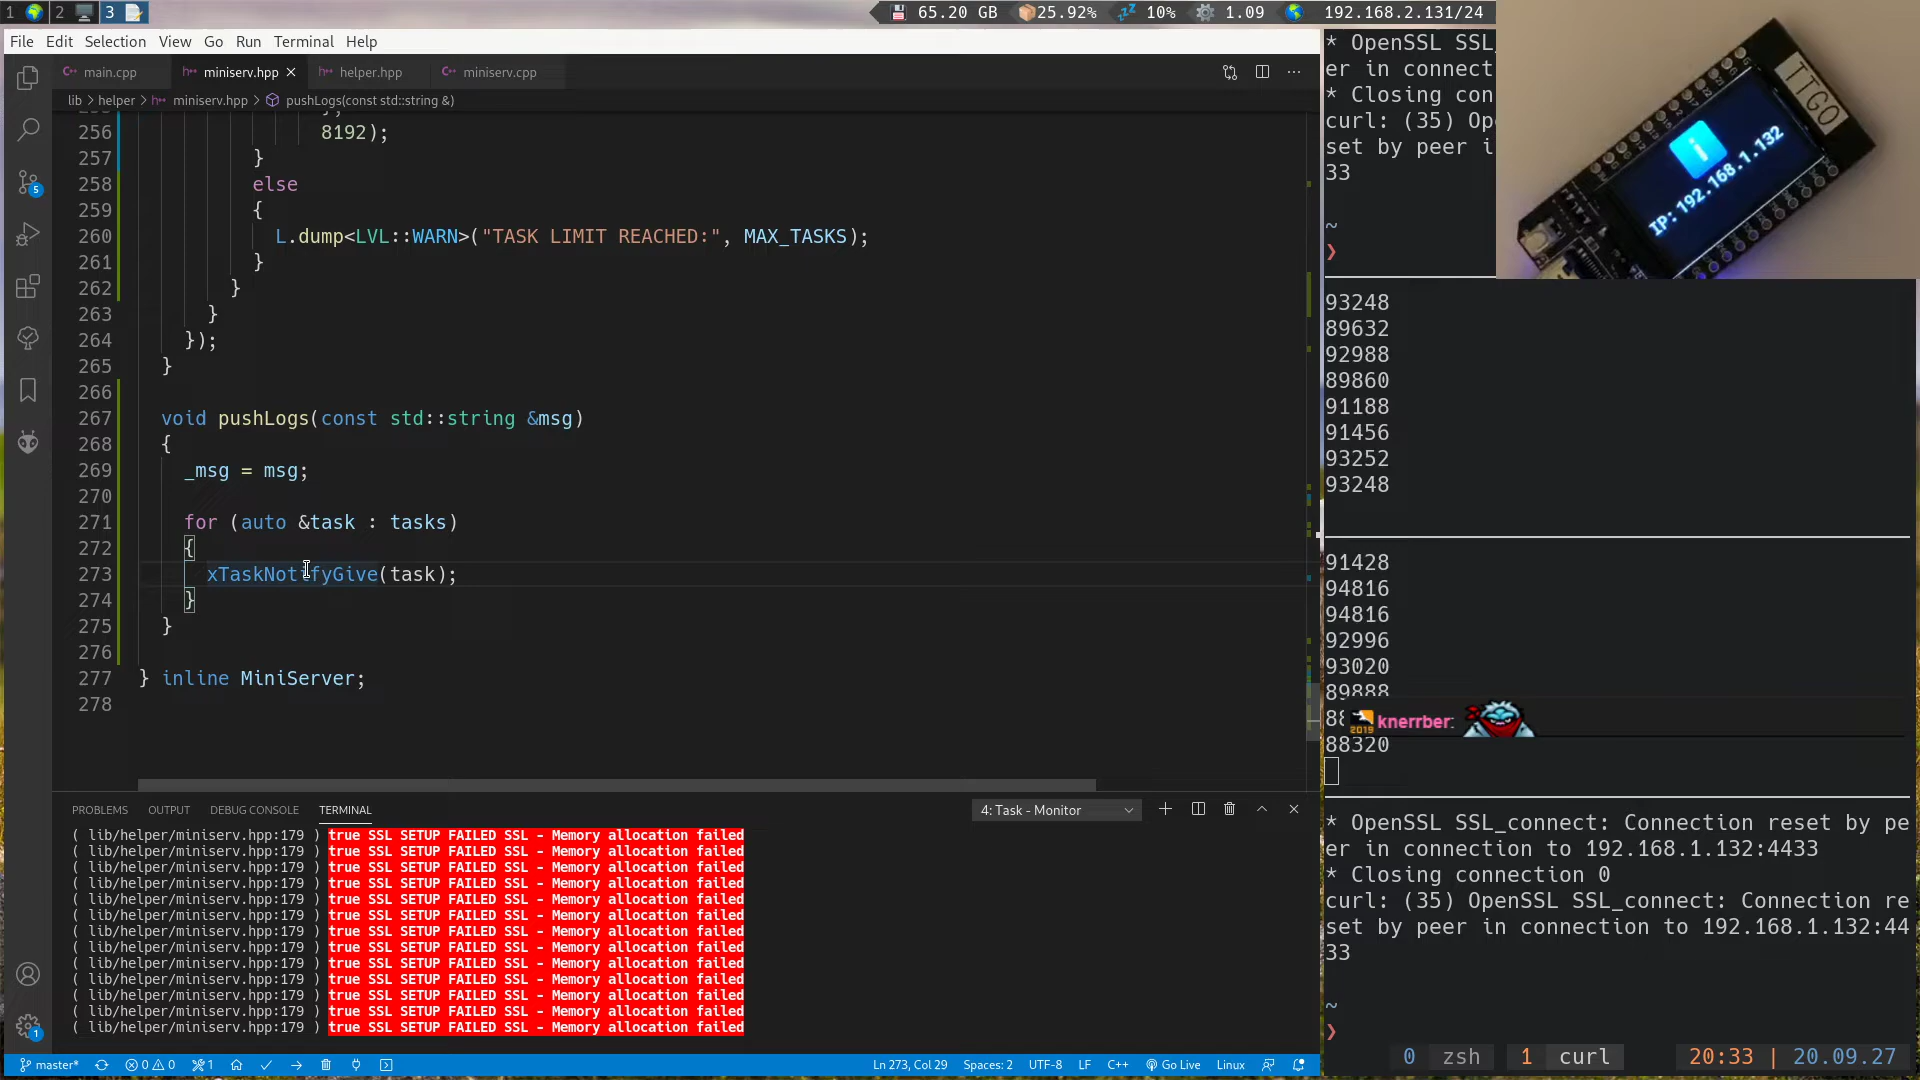 1 2 3 65.20 GB 25.92% 10% 1.09 192.168.2.131/24
File Edit Selection View Go Run Terminal Help
main.cpp miniserv.hpp helper.hpp miniserv.cpp
lib > helper > miniserv.hpp > pushLogs(const std::string &)
256 8192);
257 }
258 else
259 {
260 L.dump<LVL::WARN>("TASK LIMIT REACHED:", MAX_TASKS);
261 }
262 }
263 }
264 });
265 }
266
267 void pushLogs(const std::string &msg)
268 {
269 _msg = msg;
270
271 for (auto &task : tasks)
272 {
273 xTaskNotifyGive(task);
274 }
275 }
276
277 } inline MiniServer;
278
PROBLEMS OUTPUT DEBUG CONSOLE TERMINAL 4: Task - Monitor
( lib/helper/miniserv.hpp:179 ) true SSL SETUP FAILED SSL - Memory allocation failed
( lib/helper/miniserv.hpp:179 ) true SSL SETUP FAILED SSL - Memory allocation failed
( lib/helper/miniserv.hpp:179 ) true SSL SETUP FAILED SSL - Memory allocation failed
( lib/helper/miniserv.hpp:179 ) true SSL SETUP FAILED SSL - Memory allocation failed
( lib/helper/miniserv.hpp:179 ) true SSL SETUP FAILED SSL - Memory allocation failed
( lib/helper/miniserv.hpp:179 ) true SSL SETUP FAILED SSL - Memory allocation failed
( lib/helper/miniserv.hpp:179 ) true SSL SETUP FAILED SSL - Memory allocation failed
( lib/helper/miniserv.hpp:179 ) true SSL SETUP FAILED SSL - Memory allocation failed
( lib/helper/miniserv.hpp:179 ) true SSL SETUP FAILED SSL - Memory allocation failed
( lib/helper/miniserv.hpp:179 ) true SSL SETUP FAILED SSL - Memory allocation failed
( lib/helper/miniserv.hpp:179 ) true SSL SETUP FAILED SSL - Memory allocation failed
( lib/helper/miniserv.hpp:179 ) true SSL SETUP FAILED SSL - Memory allocation failed
( lib/helper/miniserv.hpp:179 ) true SSL SETUP FAILED SSL - Memory allocation failed
master* 0 0 1 Ln 273, Col 29 Spaces: 2 UTF-8 LF C++ Go Live Linux
* OpenSSL SSL_
er in connect
* Closing con
curl: (35) Op
set by peer i
33
~
❯
TTGO
i
IP:192.168.1.132
93248
89632
92988
89860
91188
91456
93252
93248
91428
94816
94816
92996
93020
89888
88
knerrber:
88320
* OpenSSL SSL_connect: Connection reset by pe
er in connection to 192.168.1.132:4433
* Closing connection 0
curl: (35) OpenSSL SSL_connect: Connection re
set by peer in connection to 192.168.1.132:44
33
~
❯
0 zsh 1 curl 20:33 | 20.09.27